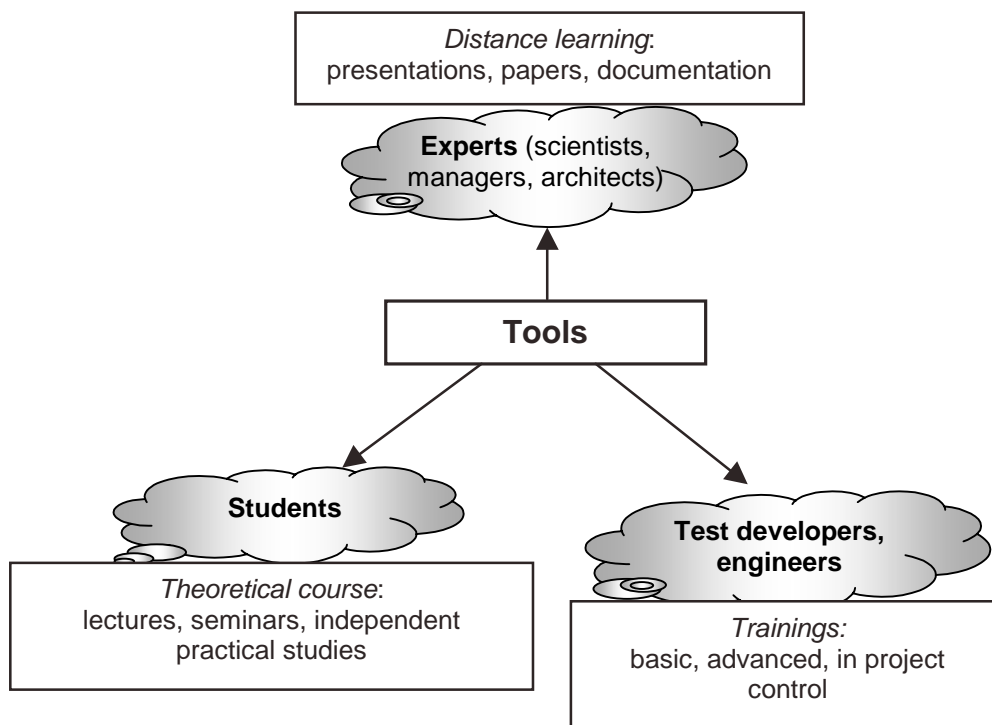 Distance learning:
presentations, papers, documentation
Experts (scientists,
managers, architects)
Tools
Students
Theoretical course:
lectures, seminars, independent
practical studies
Test developers,
engineers
Trainings:
basic, advanced, in project
control